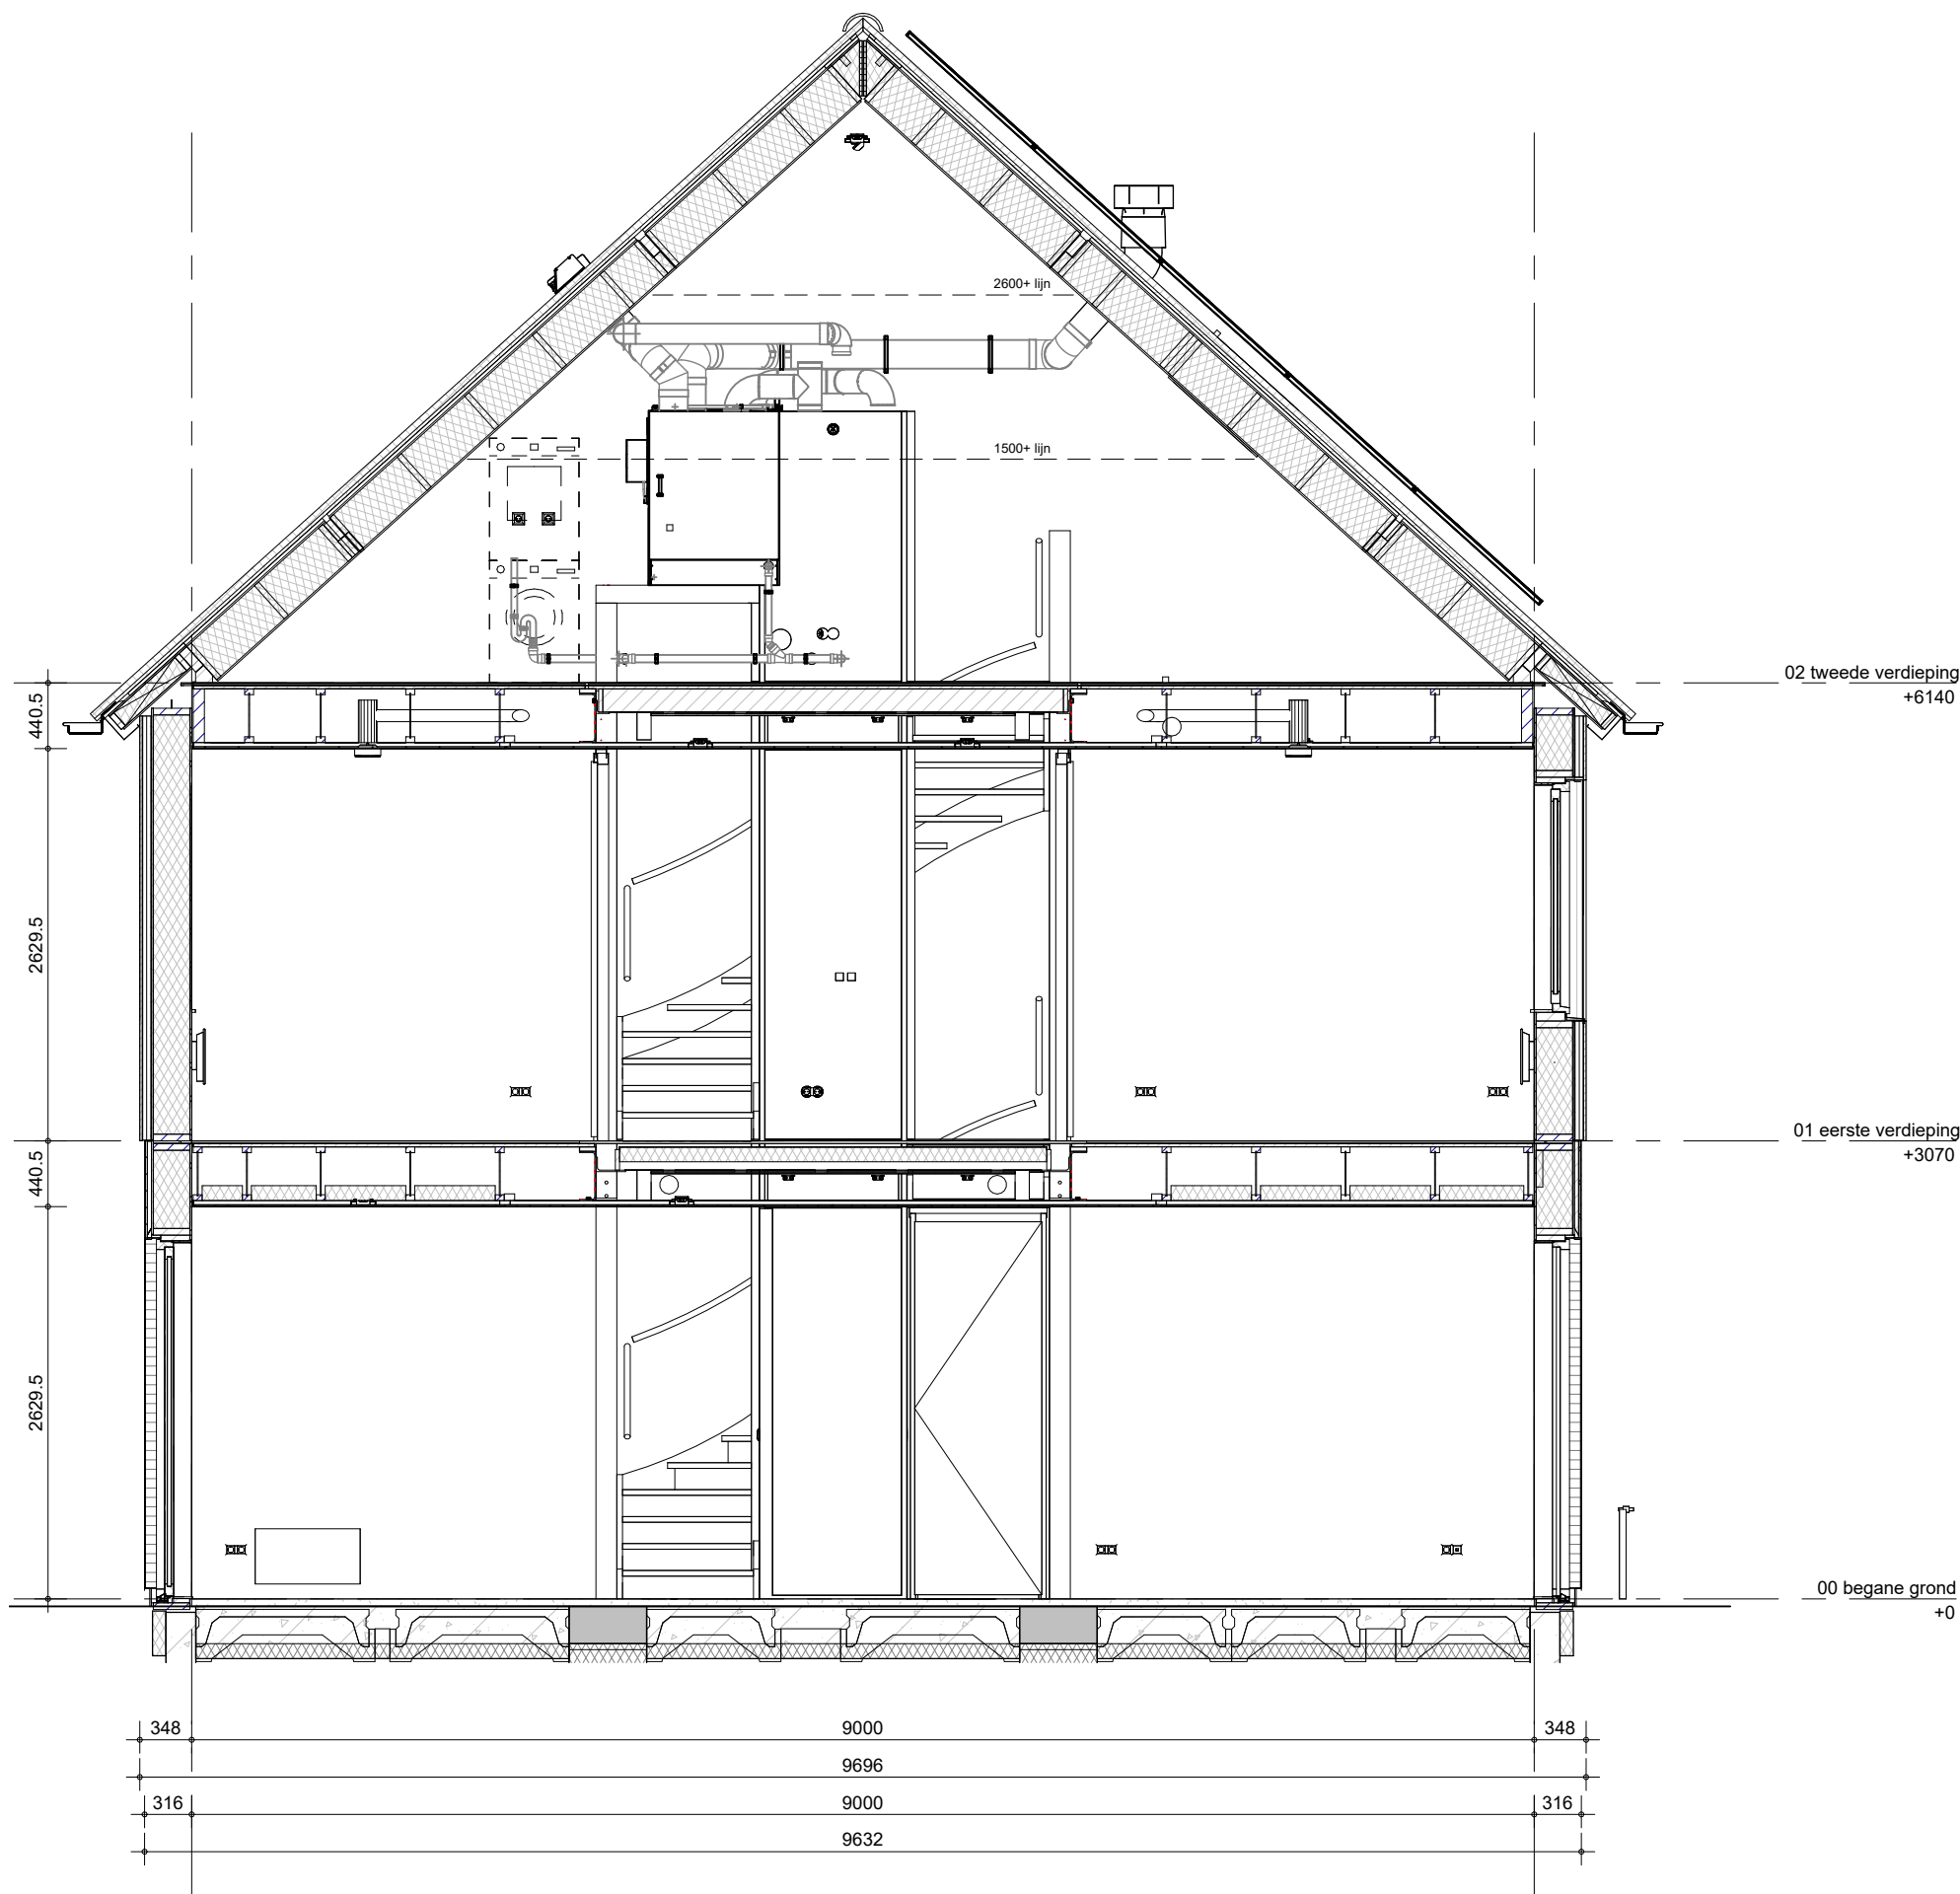 2600+ lijn
1500+ lijn
02 tweede verdieping
+6140
440.5
2629.5
01 eerste verdieping
+3070
440.5
2629.5
00 begane grond
+0
348 9000 348
9696
316 9000 316
9632